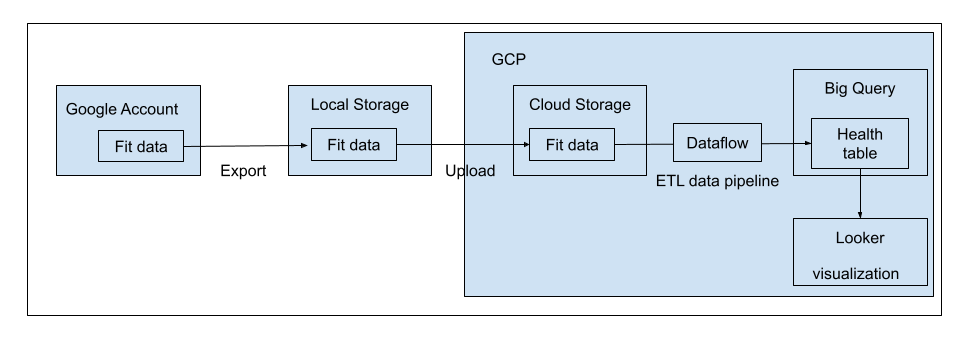 GCP
Google Account
Fit data
Export
Local Storage
Fit data
Upload
Cloud Storage
Fit data
Dataflow
ETL data pipeline
Big Query
Health
table
Looker
visualization